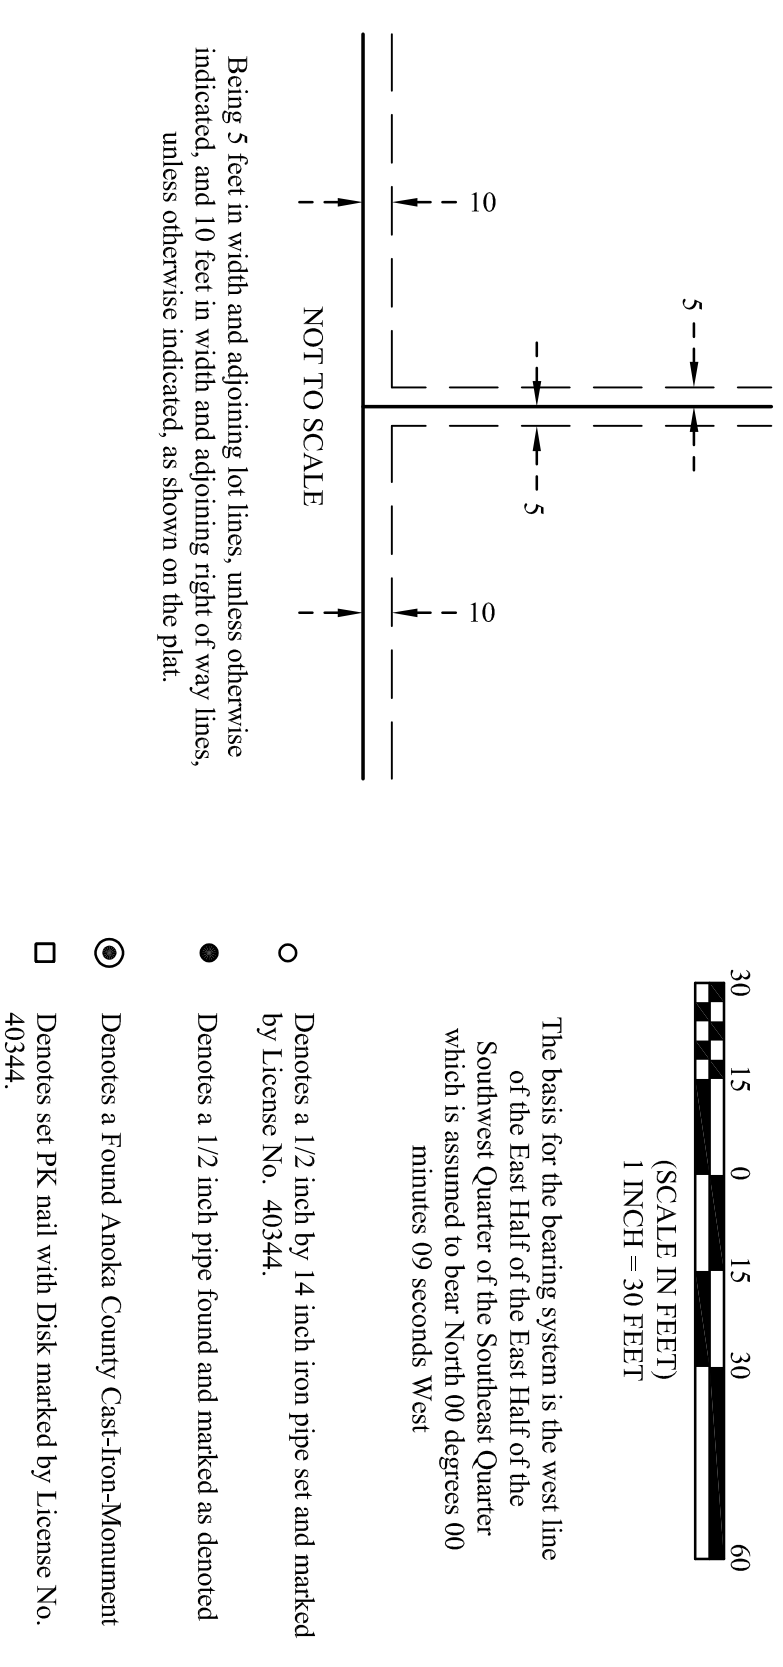 30 15 0 15 30 60
(SCALE IN FEET)
1 INCH = 30 FEET
The basis for the bearing system is the west line
of the East Half of the East Half of the
Southwest Quarter of the Southeast Quarter
which is assumed to bear North 00 degrees 00
minutes 09 seconds West
Denotes a 1/2 inch by 14 inch iron pipe set and marked
by License No. 40344.
Denotes a 1/2 inch pipe found and marked as denoted
Denotes a Found Anoka County Cast-Iron-Monument
Denotes set PK nail with Disk marked by License No.
40344.
5
5
10
10
NOT TO SCALE
Being 5 feet in width and adjoining lot lines, unless otherwise
indicated, and 10 feet in width and adjoining right of way lines,
unless otherwise indicated, as shown on the plat.